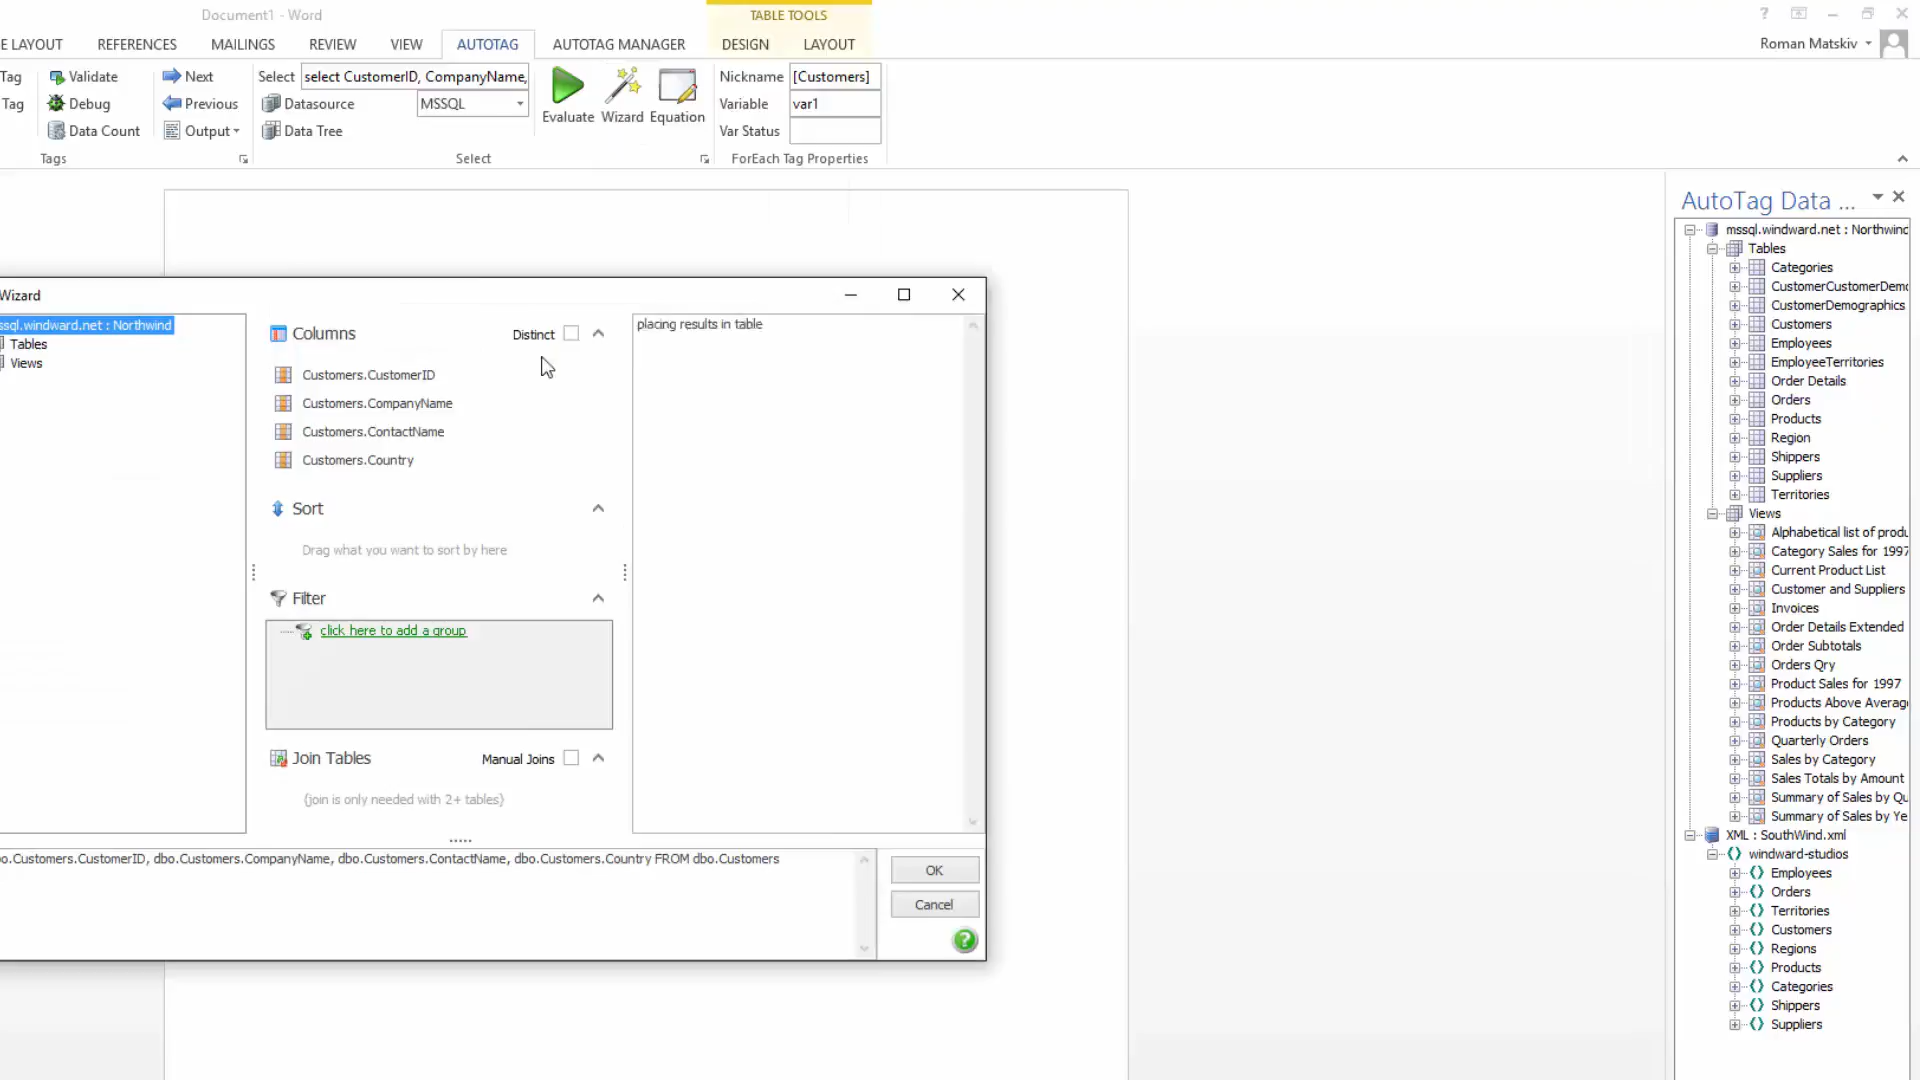 Document1 - Word
TABLE TOOLS
?
E LAYOUT
REFERENCES
MAILINGS
REVIEW
VIEW
AUTOTAG
AUTOTAG MANAGER
DESIGN
LAYOUT
Roman Matskiv
Tag
Validate
Next
Select
select CustomerID, CompanyName,
Nickname
[Customers]
Tag
Debug
Previous
Datasource
MSSQL
Evaluate
Wizard
Equation
Variable
var1
Data Count
Output
Data Tree
Var Status
Tags
Select
ForEach Tag Properties
AutoTag Data ...
mssql.windward.net : Northwind
Tables
Categories
CustomerCustomerDemo
CustomerDemographics
Customers
Employees
EmployeeTerritories
Order Details
Orders
Products
Region
Shippers
Suppliers
Territories
Views
Alphabetical list of produ
Category Sales for 1997
Current Product List
Customer and Suppliers
Invoices
Order Details Extended
Order Subtotals
Orders Qry
Product Sales for 1997
Products Above Averag
Products by Category
Quarterly Orders
Sales by Category
Sales Totals by Amount
Summary of Sales by Qu
Summary of Sales by Ye
XML : SouthWind.xml
windward-studios
Employees
Orders
Territories
Customers
Regions
Products
Categories
Shippers
Suppliers
Wizard
ssql.windward.net : Northwind
Tables
Views
Columns
Distinct
Customers.CustomerID
Customers.CompanyName
Customers.ContactName
Customers.Country
Sort
Drag what you want to sort by here
Filter
click here to add a group
Join Tables
Manual Joins
{join is only needed with 2+ tables}
placing results in table
o.Customers.CustomerID, dbo.Customers.CompanyName, dbo.Customers.ContactName, dbo.Customers.Country FROM dbo.Customers
OK
Cancel
?